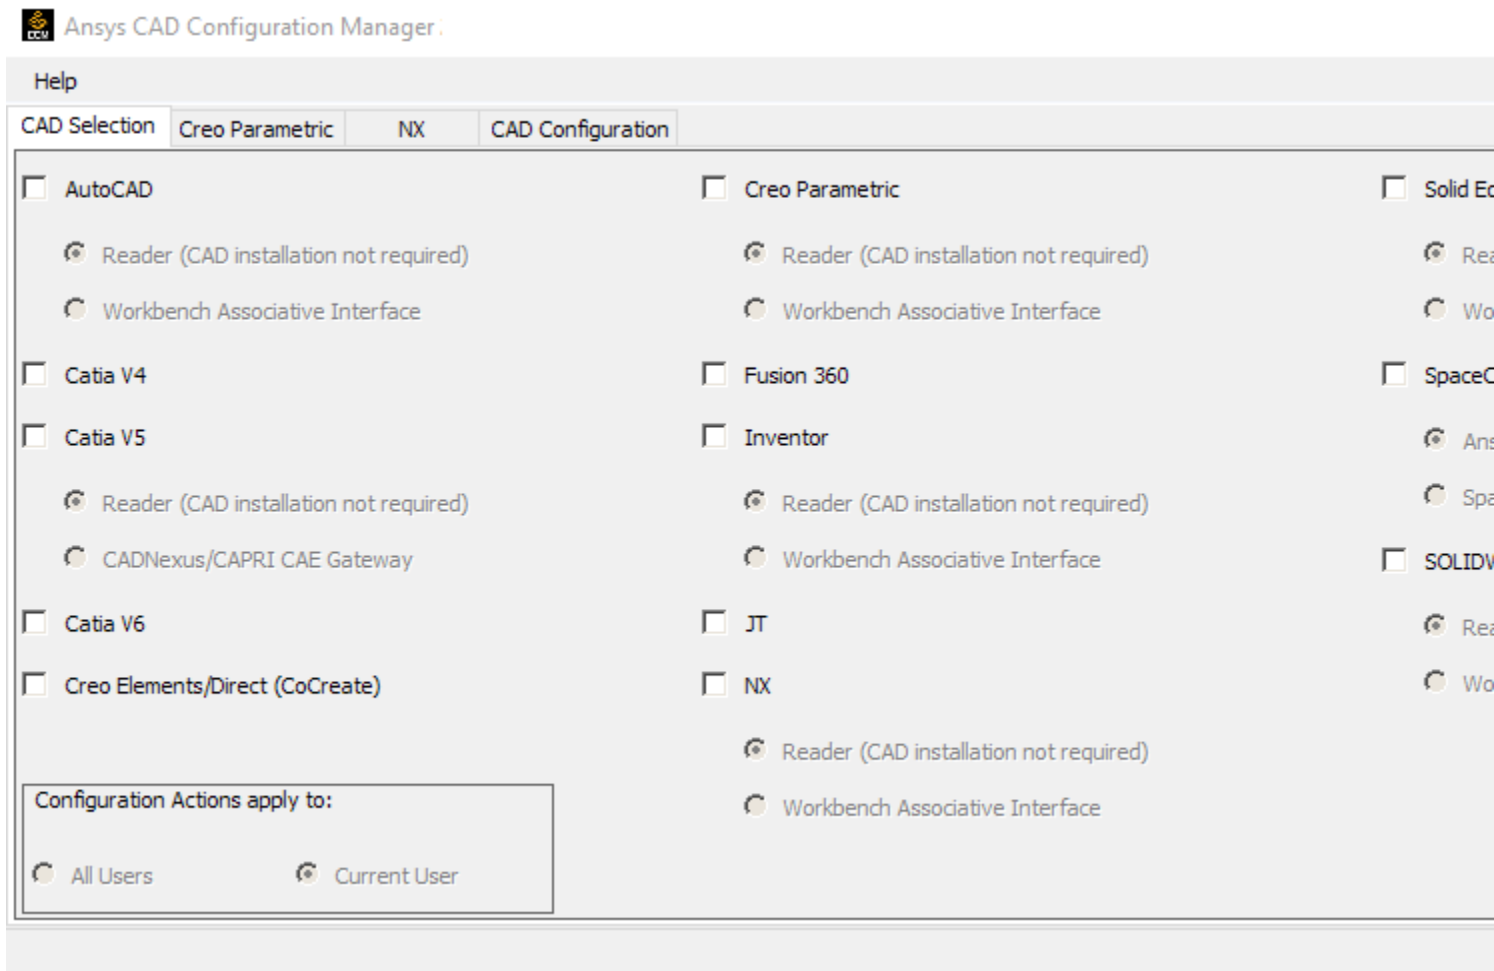 Ansys CAD Configuration Manager
Help
CAD Selection
Creo Parametric
NX
CAD Configuration
AutoCAD
Reader (CAD installation not required)
Workbench Associative Interface
Catia V4
Catia V5
Reader (CAD installation not required)
CADNexus/CAPRI CAE Gateway
Catia V6
Creo Elements/Direct (CoCreate)
Configuration Actions apply to:
All Users
Current User
Creo Parametric
Reader (CAD installation not required)
Workbench Associative Interface
Fusion 360
Inventor
Reader (CAD installation not required)
Workbench Associative Interface
JT
NX
Reader (CAD installation not required)
Workbench Associative Interface
Solid